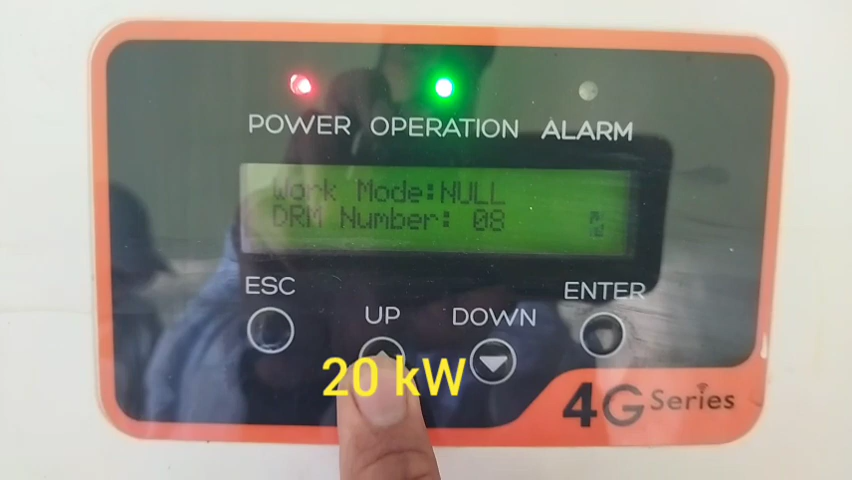 POWER OPERATION ALARM
Work Mode:NULL
DRM Number: 08
ESC
UP
DOWN
ENTER
20 kW
4G Series